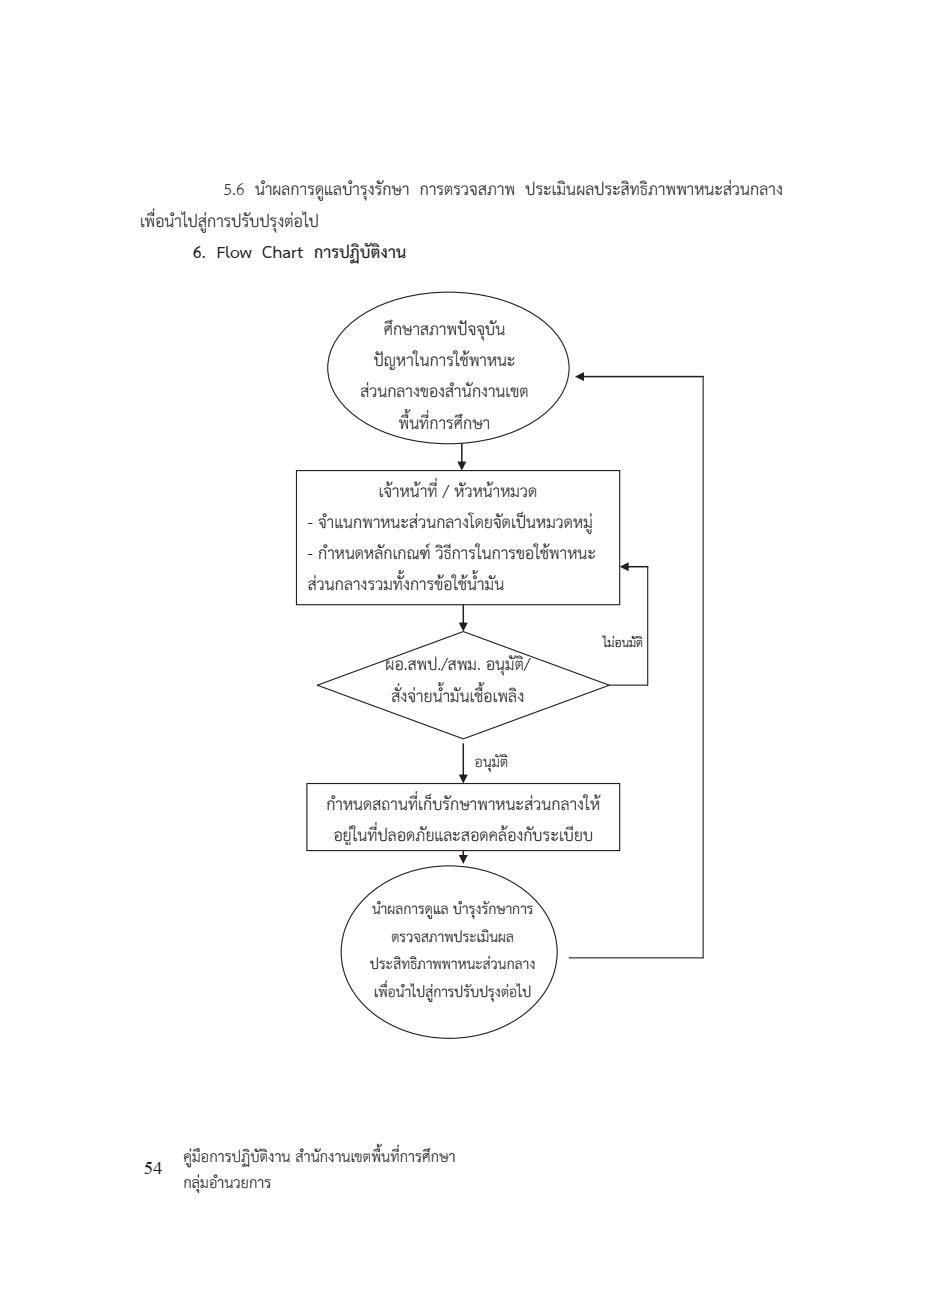 5.6 นำผลการดูแลบำรุงรักษา การตรวจสภาพ ประเมินผลประสิทธิภาพพาหนะส่วนกลาง
เพื่อนำไปสู่การปรับปรุงต่อไป
6. Flow Chart การปฏิบัติงาน
ศึกษาสภาพปัจจุบัน
ปัญหาในการใช้พาหนะ
ส่วนกลางของสำนักงานเขต
พื้นที่การศึกษา
เจ้าหน้าที่ / หัวหน้าหมวด
- จำแนกพาหนะส่วนกลางโดยจัดเป็นหมวดหมู่
- กำหนดหลักเกณฑ์ วิธีการในการขอใช้พาหนะ
ส่วนกลางรวมทั้งการข้อใช้น้ำมัน
ไม่อนมัติ
ผอ.สพป./สพม. อนุมัติ/
สั่งจ่ายน้ำมันเชื้อเพลิง
อนุมัติ
กำหนดสถานที่เก็บรักษาพาหนะส่วนกลางให้
อยู่ในที่ปลอดภัยและสอดคล้องกับระเบียบ
นำผลการดูแล บำรุงรักษาการ
ตรวจสภาพประเมินผล
ประสิทธิภาพพาหนะส่วนกลาง
เพื่อนำไปสู่การปรับปรุงต่อไป
54
คู่มือการปฏิบัติงาน สำนักงานเขตพื้นที่การศึกษา
กลุ่มอำนวยการ